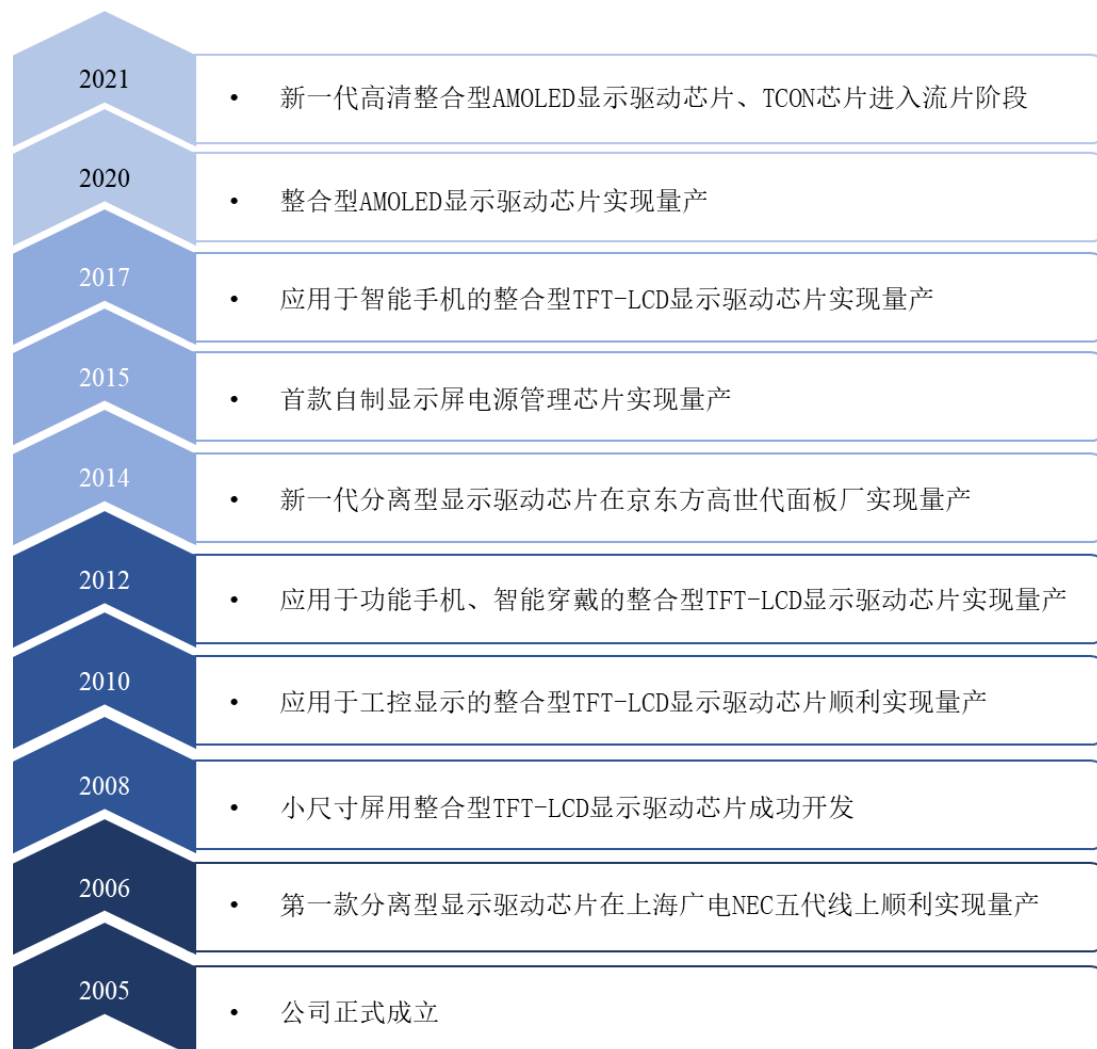 2021
• 新一代高清整合型AMOLED显示驱动芯片、TCON芯片进入流片阶段
2020
• 整合型AMOLED显示驱动芯片实现量产
2017
• 应用于智能手机的整合型TFT-LCD显示驱动芯片实现量产
2015
• 首款自制显示屏电源管理芯片实现量产
2014
• 新一代分离型显示驱动芯片在京东方高世代面板厂实现量产
2012
• 应用于功能手机、智能穿戴的整合型TFT-LCD显示驱动芯片实现量产
2010
• 应用于工控显示的整合型TFT-LCD显示驱动芯片顺利实现量产
2008
• 小尺寸屏用整合型TFT-LCD显示驱动芯片成功开发
2006
• 第一款分离型显示驱动芯片在上海广电NEC五代线上顺利实现量产
2005
• 公司正式成立